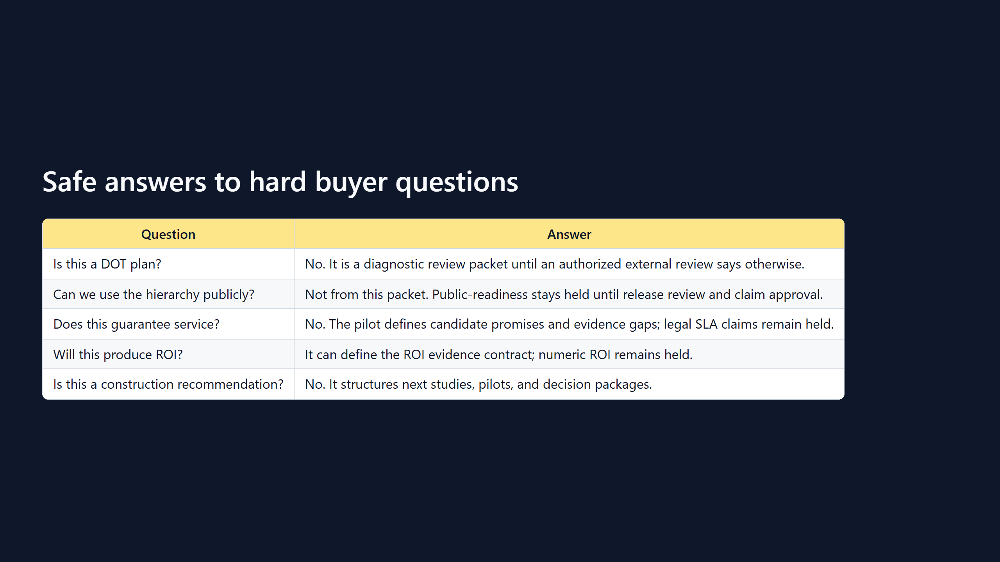 Safe answers to hard buyer questions
Question Answer
Is this a DOT plan? No. It is a diagnostic review packet until an authorized external review says otherwise.
Can we use the hierarchy publicly? Not from this packet. Public-readiness stays held until release review and claim approval.
Does this guarantee service? No. The pilot defines candidate promises and evidence gaps; legal SLA claims remain held.
Will this produce ROI? It can define the ROI evidence contract; numeric ROI remains held.
Is this a construction recommendation? No. It structures next studies, pilots, and decision packages.